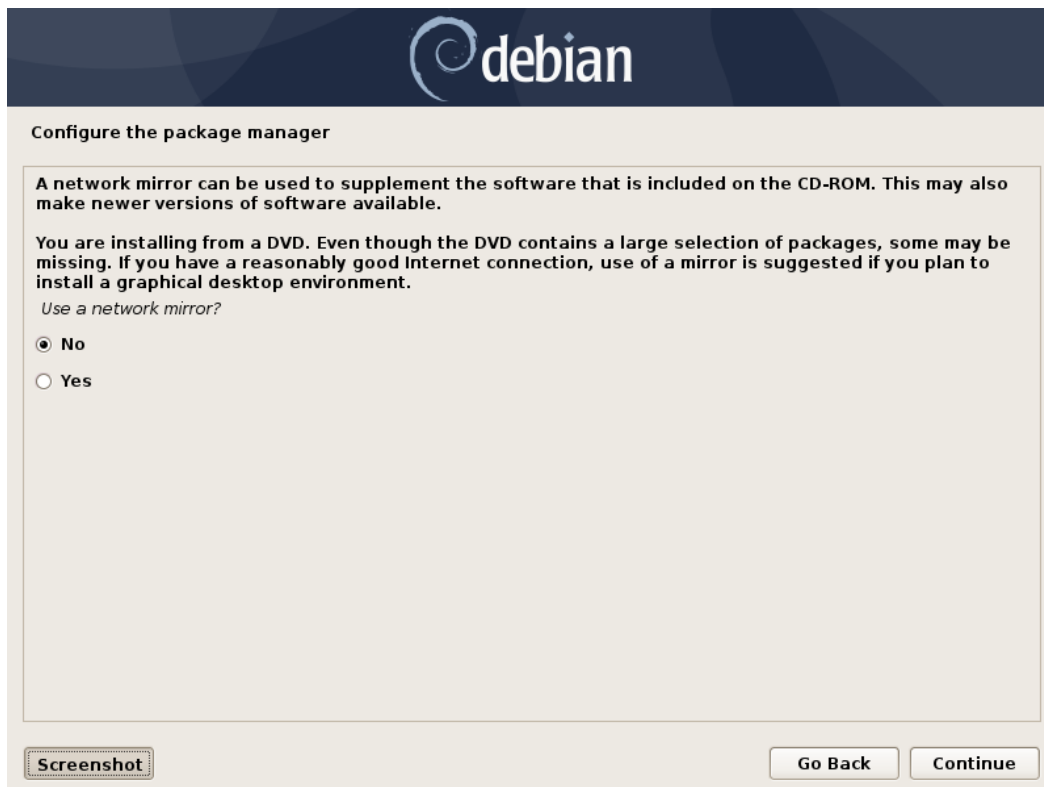 debian
Configure the package manager
A network mirror can be used to supplement the software that is included on the CD-ROM. This may also
make newer versions of software available.
You are installing from a DVD. Even though the DVD contains a large selection of packages, some may be
missing. If you have a reasonably good Internet connection, use of a mirror is suggested if you plan to
install a graphical desktop environment.
Use a network mirror?
No
Yes
Screenshot
Go Back
Continue